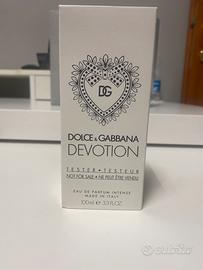 DG
DOLCE & GABBANA
DEVOTION
TESTER • TESTEUR
NOT FOR SALE • NE PEUT ÊTRE VENDU
EAU DE PARFUM INTENSE
MADE IN ITALY
100ml e 3.3 FL.OZ.
subito